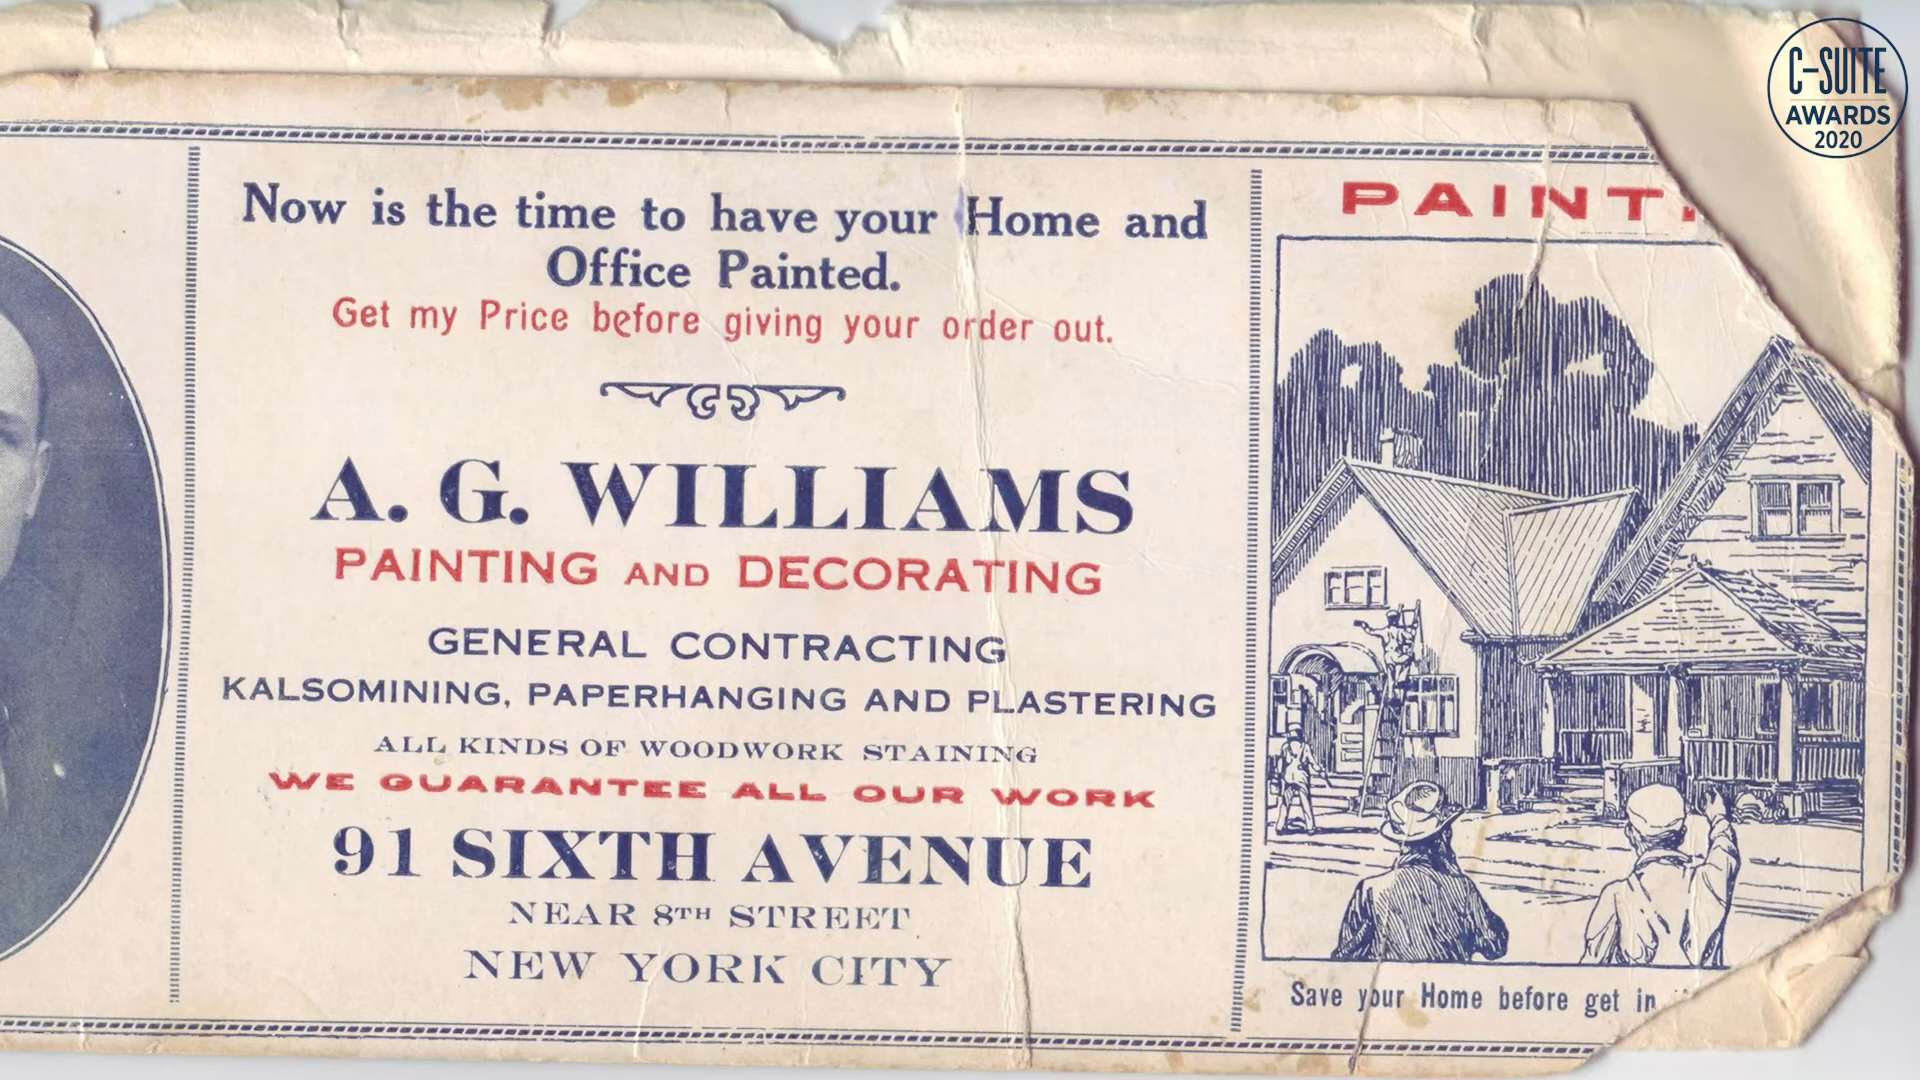 Now is the time to have your Home and
Office Painted.
Get my Price before giving your order out.
A. G. WILLIAMS
PAINTING AND DECORATING
GENERAL CONTRACTING
KALSOMINING, PAPERHANGING AND PLASTERING
ALL KINDS OF WOODWORK STAINING
WE GUARANTEE ALL OUR WORK
91 SIXTH AVENUE
NEAR 8TH STREET
NEW YORK CITY
PAINT
Save your Home before get in
C-SUITE
AWARDS
2020